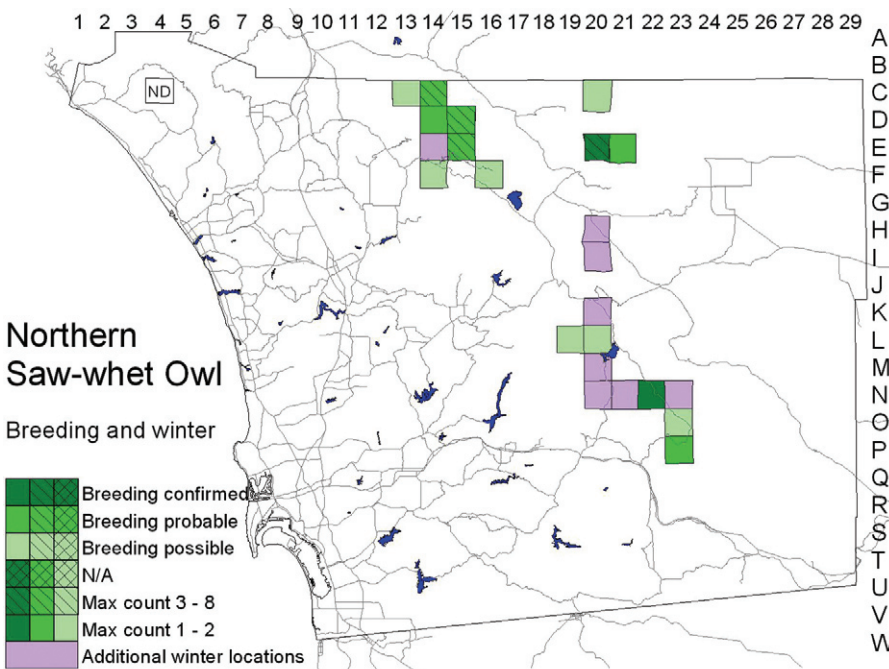 1 2 3 4 5 6 7 8 9 10 11 12 13 14 15 16 17 18 19 20 21 22 23 24 25 26 27 28 29
A
B
C
D
E
F
G
H
I
J
K
L
M
N
O
P
Q
R
S
T
U
V
W
ND
Northern
Saw-whet Owl
Breeding and winter
Breeding confirmed
Breeding probable
Breeding possible
N/A
Max count 3 - 8
Max count 1 - 2
Additional winter locations